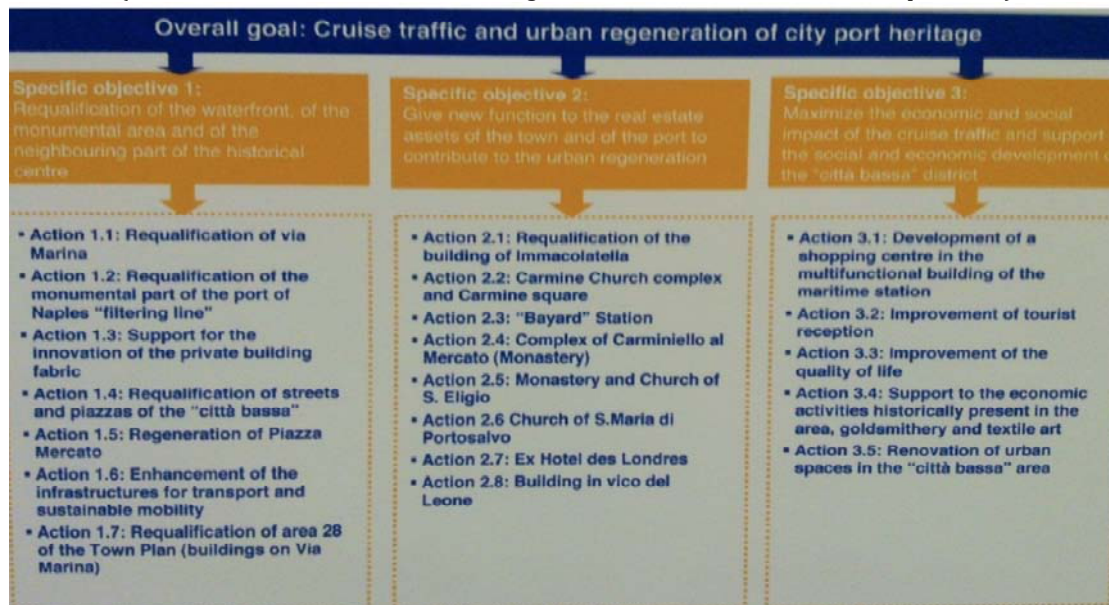 Overall goal: Cruise traffic and urban regeneration of city port heritage
Specific objective 1:
Requalification of the waterfront, of the
monumental area and of the
neighbouring part of the historical
centre
▪ Action 1.1: Requalification of via
Marina
▪ Action 1.2: Requalification of the
monumental part of the port of
Naples "filtering line"
▪ Action 1.3: Support for the
innovation of the private building
fabric
▪ Action 1.4: Requalification of streets
and piazzas of the "città bassa"
▪ Action 1.5: Regeneration of Piazza
Mercato
▪ Action 1.6: Enhancement of the
infrastructures for transport and
sustainable mobility
▪ Action 1.7: Requalification of area 28
of the Town Plan (buildings on Via
Marina)
Specific objective 2:
Give new function to the real estate
assets of the town and of the port to
contribute to the urban regeneration
▪ Action 2.1: Requalification of the
building of Immacolatella
▪ Action 2.2: Carmine Church complex
and Carmine square
▪ Action 2.3: "Bayard" Station
▪ Action 2.4: Complex of Carminiello al
Mercato (Monastery)
▪ Action 2.5: Monastery and Church of
S. Eligio
▪ Action 2.6 Church of S.Maria di
Portosalvo
▪ Action 2.7: Ex Hotel des Londres
▪ Action 2.8: Building in vico del
Leone
Specific objective 3:
Maximize the economic and social
impact of the cruise traffic and support
the social and economic development
the "città bassa" district
▪ Action 3.1: Development of a
shopping centre in the
multifunctional building of the
maritime station
▪ Action 3.2: Improvement of tourist
reception
▪ Action 3.3: Improvement of the
quality of life
▪ Action 3.4: Support to the economic
activities historically present in the
area, goldsmithery and textile art
▪ Action 3.5: Renovation of urban
spaces in the "città bassa" area